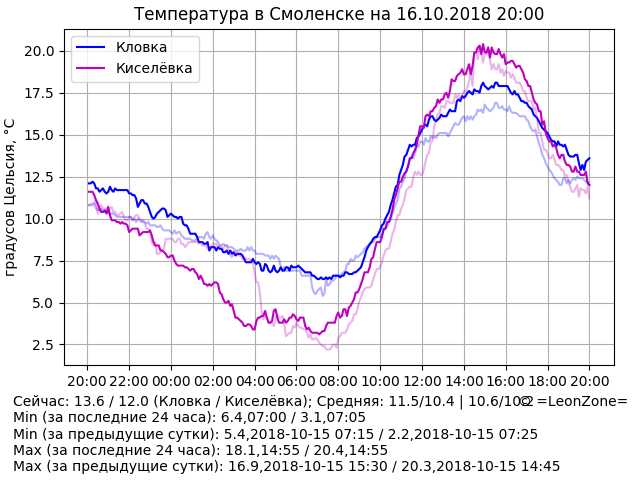 Температура в Смоленске на 16.10.2018 20:00
Кловка
Киселёвка
градусов Цельсия, °C
20.0
17.5
15.0
12.5
10.0
7.5
5.0
2.5
20:00 22:00 00:00 02:00 04:00 06:00 08:00 10:00 12:00 14:00 16:00 18:00 20:00
Сейчас: 13.6 / 12.0 (Кловка / Киселёвка); Средняя: 11.5/10.4 | 10.6/10.2 =LeonZone=
Min (за последние 24 часа): 6.4,07:00 / 3.1,07:05
Min (за предыдущие сутки): 5.4,2018-10-15 07:15 / 2.2,2018-10-15 07:25
Max (за последние 24 часа): 18.1,14:55 / 20.4,14:55
Max (за предыдущие сутки): 16.9,2018-10-15 15:30 / 20.3,2018-10-15 14:45